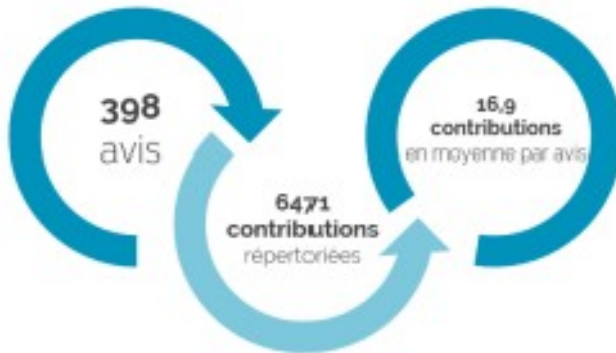 398
avis
6471
contributions
répertoriées
16,9
contributions
en moyenne par avis